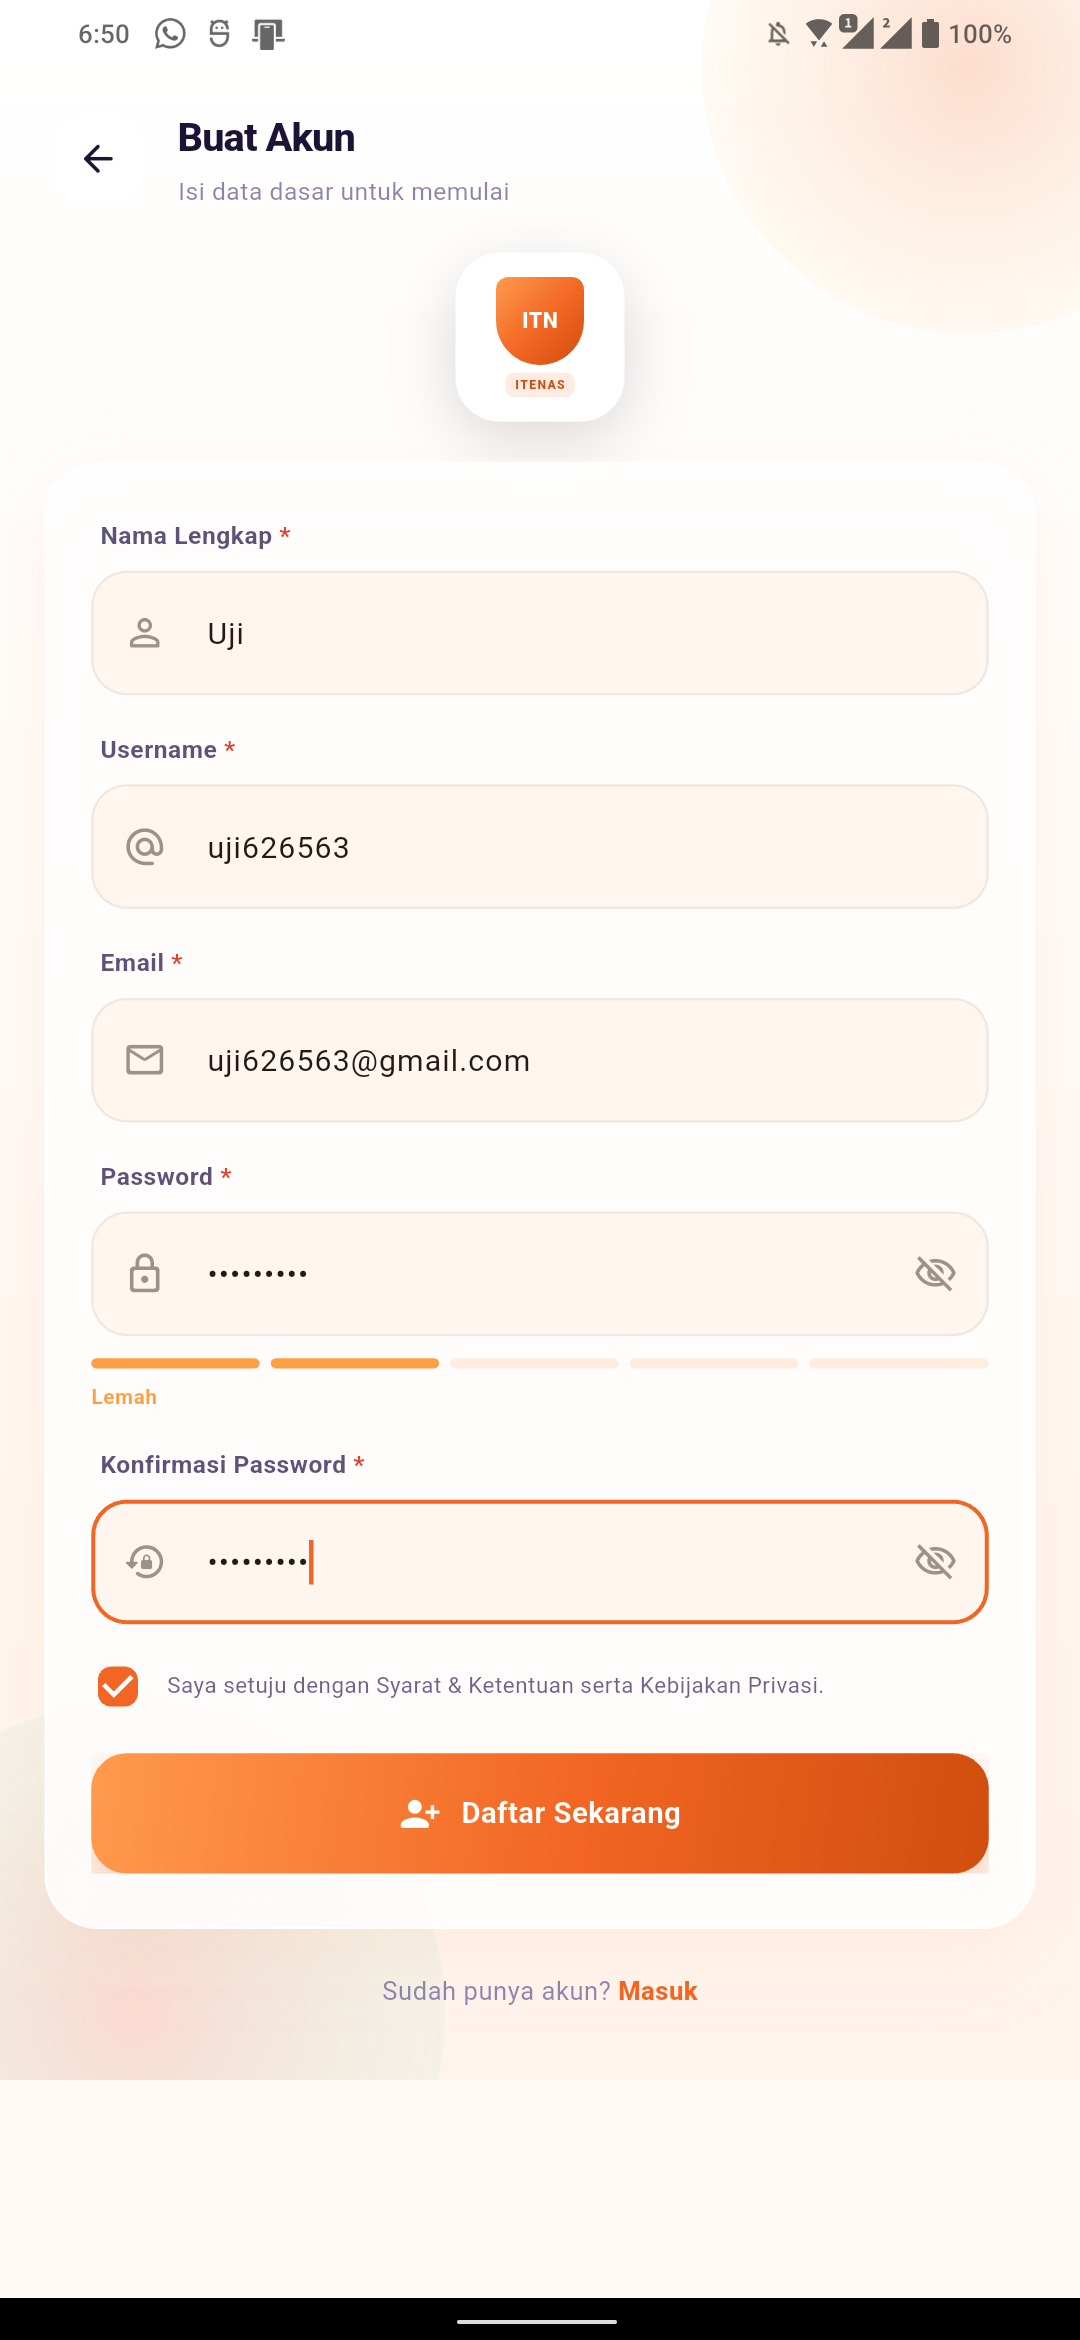 6:50
1
2
100%
Buat Akun
Isi data dasar untuk memulai
ITN
ITENAS
Nama Lengkap *
Uji
Username *
uji626563
Email *
uji626563@gmail.com
Password *
•••••••••
Lemah
Konfirmasi Password *
•••••••••
Saya setuju dengan Syarat & Ketentuan serta Kebijakan Privasi.
Daftar Sekarang
Sudah punya akun? Masuk